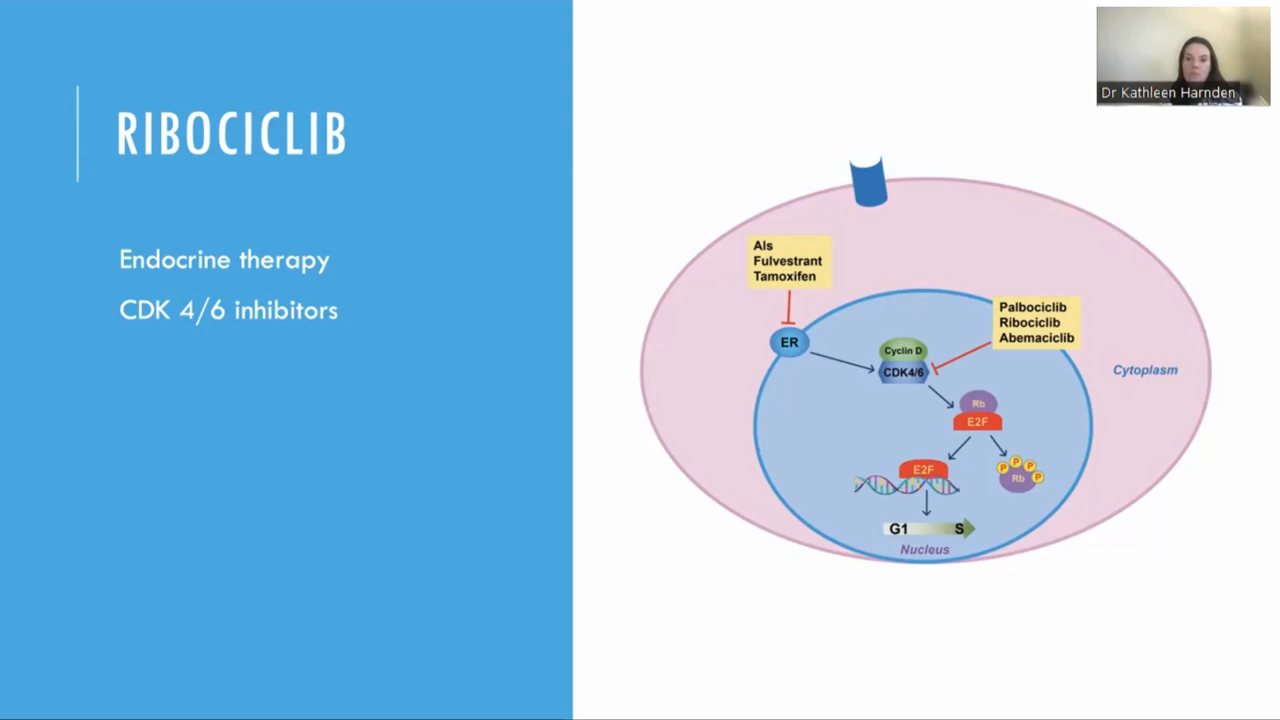 RIBOCICLIB
Endocrine therapy
CDK 4/6 inhibitors
Dr Kathleen Harnden
AIs
Fulvestrant
Tamoxifen
Palbociclib
Ribociclib
Abemaciclib
ER
Cyclin D
CDK4/6
Cytoplasm
Rb
E2F
E2F
P
P
P
P
Rb
G1 S
Nucleus